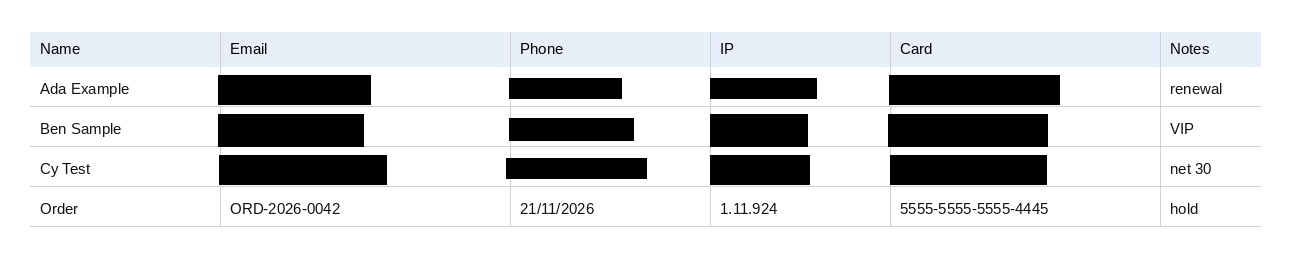 Name Email Phone IP Card Notes
Ada Example renewal
Ben Sample VIP
Cy Test net 30
Order ORD-2026-0042 21/11/2026 1.11.924 5555-5555-5555-4445 hold